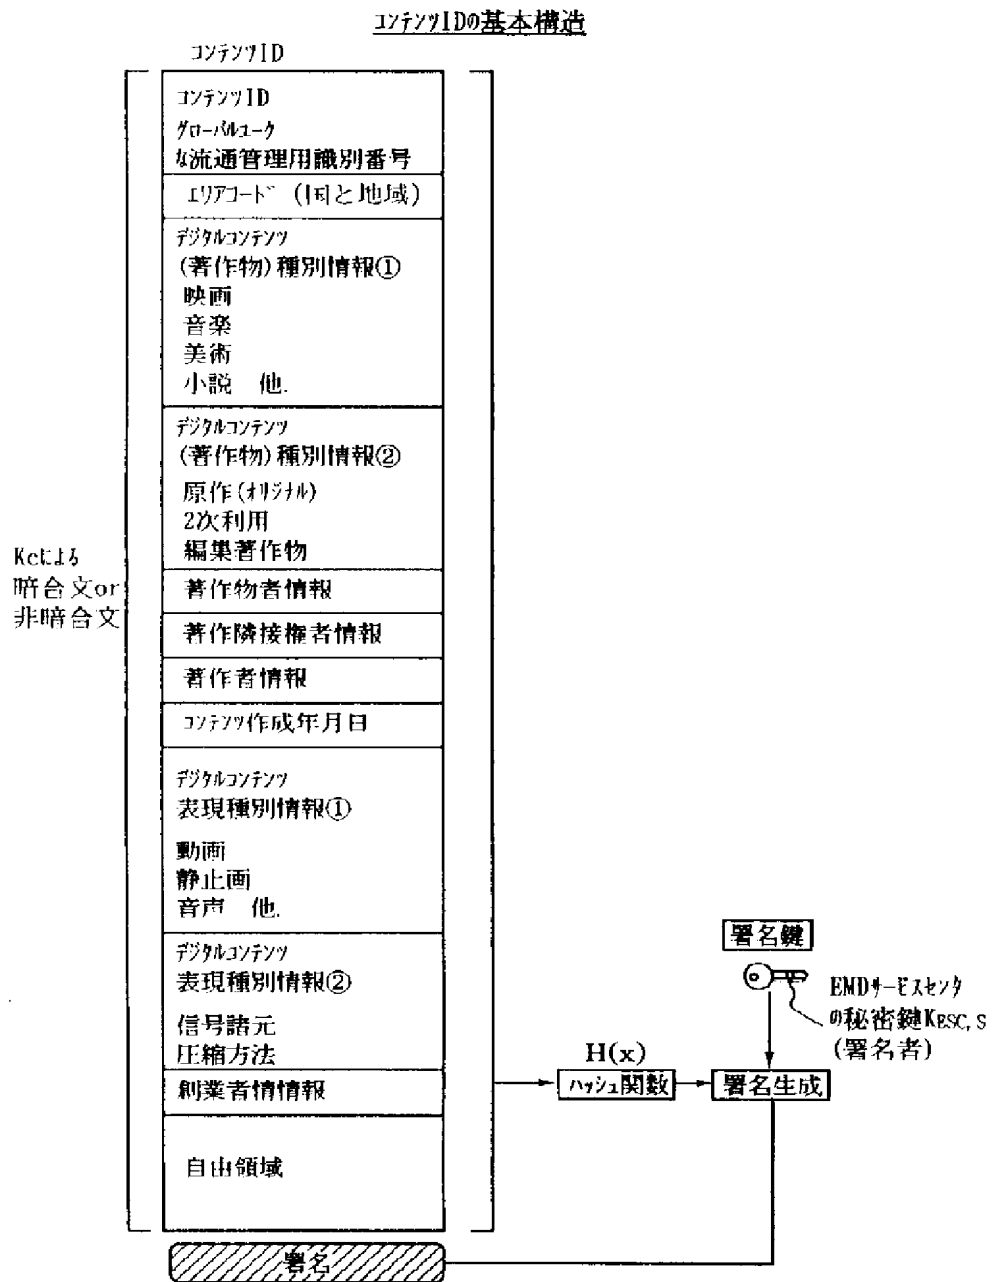 コンテンツIDの基本構造
コンテンツID
コンテンツID
グローバルユーク
な流通管理用識別番号
エリアコード (国と地域)
デジタルコンテンツ
(著作物)種別情報①
映画
音楽
美術
小説 他.
デジタルコンテンツ
(著作物)種別情報②
原作(オリジナル)
2次利用
編集著作物
Kcによる
暗合文or
非暗合文
著作物者情報
著作隣接権者情報
著作者情報
コンテンツ作成年月日
デジタルコンテンツ
表現種別情報①
動画
静止画
音声 他.
デジタルコンテンツ
表現種別情報②
信号諸元
圧縮方法
創業者情情報
自由領域
署名
H(x)
ハッシュ関数
署名生成
署名鍵
EMDサービスセンタ
の秘密鍵KESC,S
(署名者)